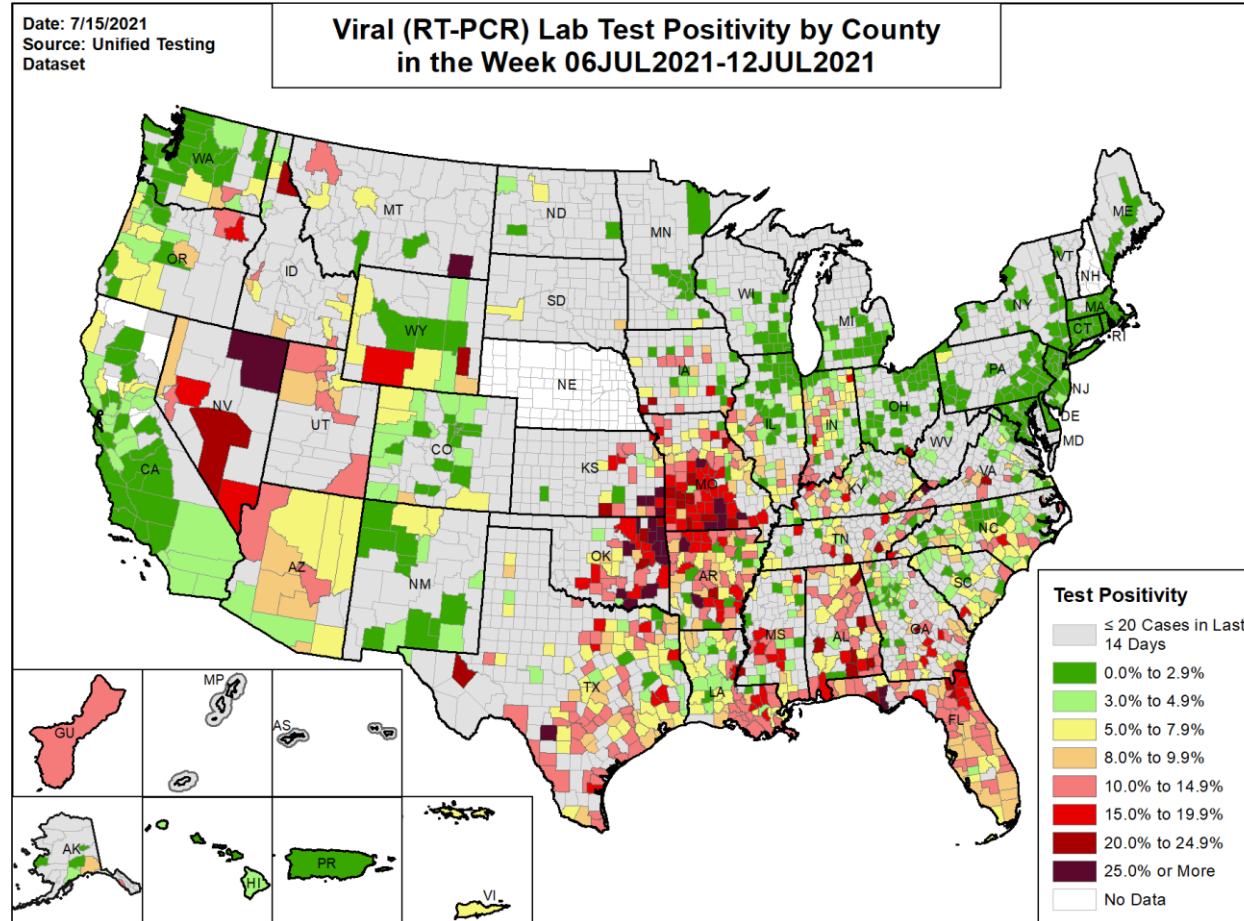 Date: 7/15/2021
Source: Unified Testing
Dataset
Viral (RT-PCR) Lab Test Positivity by County
in the Week 06JUL2021-12JUL2021
WA
MT
ND
MN
ME
OR
ID
WY
SD
WI
MI
VT
NH
NY
MA
CT
RI
NV
UT
CO
NE
IA
IL
IN
OH
PA
NJ
DE
MD
WV
VA
CA
KS
MO
KY
NC
AZ
NM
OK
AR
TN
SC
TX
LA
MS
AL
GA
FL
GU
MP
AS
AK
HI
PR
VI
Test Positivity
≤ 20 Cases in Last
14 Days
0.0% to 2.9%
3.0% to 4.9%
5.0% to 7.9%
8.0% to 9.9%
10.0% to 14.9%
15.0% to 19.9%
20.0% to 24.9%
25.0% or More
No Data